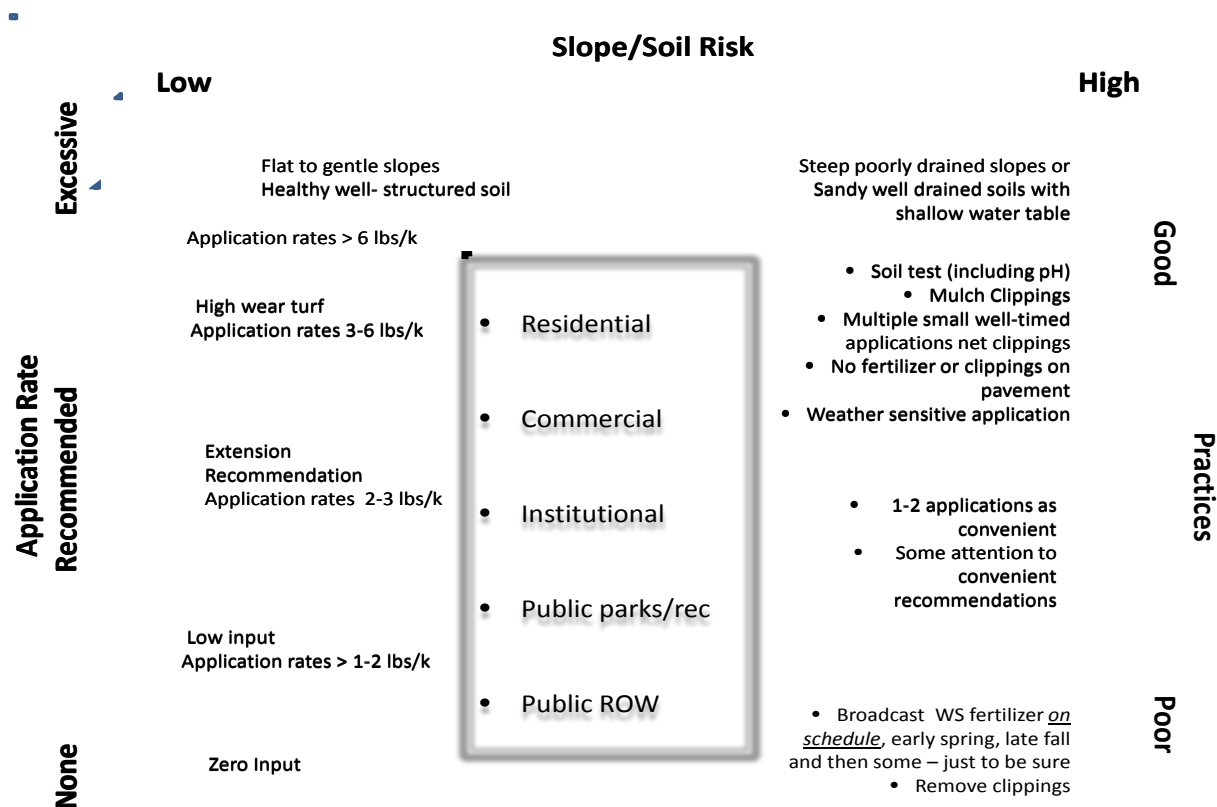 Slope/Soil Risk
Low
High
Excessive
Flat to gentle slopes
Healthy well- structured soil
Steep poorly drained slopes or
Sandy well drained soils with
shallow water table
Application rates > 6 lbs/k
Good
• Soil test (including pH)
• Mulch Clippings
• Multiple small well-timed
applications net clippings
• No fertilizer or clippings on
pavement
• Weather sensitive application
High wear turf
Application rates 3-6 lbs/k
• Residential
• Commercial
• Institutional
• Public parks/rec
• Public ROW
Application Rate
Recommended
Extension
Recommendation
Application rates 2-3 lbs/k
Practices
• 1-2 applications as
convenient
• Some attention to
convenient
recommendations
Low input
Application rates > 1-2 lbs/k
Poor
• Broadcast WS fertilizer on
schedule, early spring, late fall
and then some – just to be sure
• Remove clippings
None
Zero Input